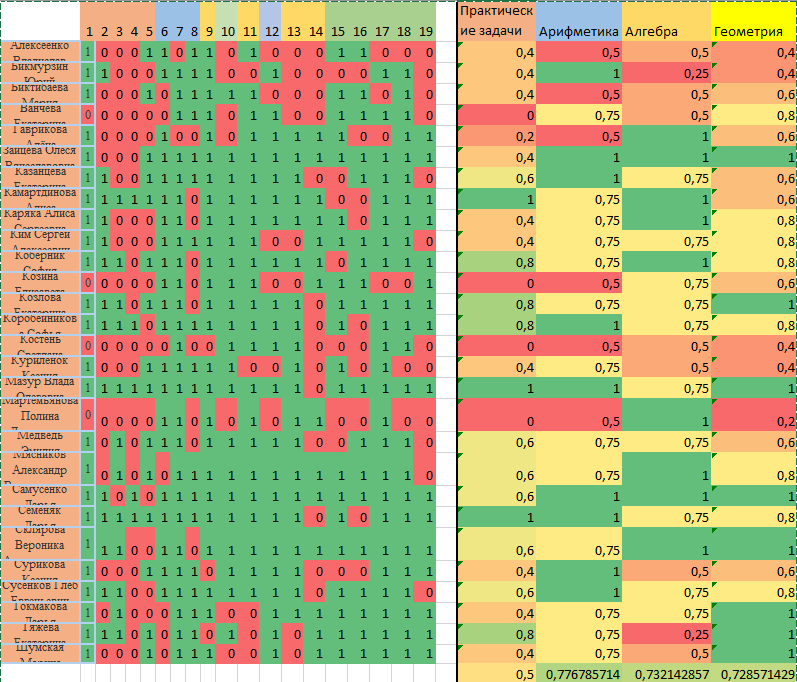 1 2 3 4 5 6 7 8 9 10 11 12 13 14 15 16 17 18 19 Практическ
ие задачи Арифметика Алгебра Геометрия
Алексеенко 1 0 0 0 1 1 0 1 1 0 1 0 0 0 1 1 0 0 0 0,4 0,5 0,5 0,4
Бикмурзин 1 1 0 0 0 1 1 1 1 0 0 1 0 0 0 0 1 1 0 0,4 1 0,25 0,4
Биктибаева 1 0 0 0 1 0 1 1 1 1 1 0 0 0 1 1 0 1 0 0,4 0,5 0,5 0,6
Ванчева 0 0 0 0 0 0 1 1 1 0 1 1 0 0 1 1 1 1 0 0 0,75 0,5 0,8
Гаврикова 1 0 0 0 0 1 0 0 1 0 1 1 1 1 1 0 0 1 1 0,2 0,5 1 0,6
Зайцева Олеся 1 0 0 0 1 1 1 1 1 1 1 1 1 1 1 1 1 1 1 0,4 1 1 1
Казанцева 1 1 0 0 1 1 1 1 1 1 1 1 1 0 0 1 1 1 0 0,6 1 0,75 0,6
Камартдинова 1 1 1 1 1 1 1 0 1 1 1 1 1 1 0 0 1 1 1 1 0,75 1 0,6
Каряка Алиса 1 1 0 0 0 1 1 0 1 1 1 1 1 1 1 0 1 1 1 0,4 0,75 1 0,8
Ким Сергей 1 1 0 0 0 1 1 1 1 1 1 0 0 1 1 1 1 1 0 0,4 0,75 0,75 0,8
Коберник 1 1 1 0 1 1 1 0 1 1 1 1 1 1 0 1 1 1 1 0,8 0,75 1 0,8
Козина 0 0 0 0 0 1 1 0 1 1 1 0 0 1 1 1 0 0 1 0 0,5 0,75 0,6
Козлова 1 1 1 0 1 1 1 0 1 1 1 1 1 0 1 1 1 1 1 0,8 0,75 0,75 1
Коробейников 1 1 1 1 0 1 1 1 1 1 1 1 1 0 1 0 1 1 1 0,8 1 0,75 0,8
Костень 0 0 0 0 0 0 1 0 0 1 1 1 1 0 1 0 1 1 0 0 0,5 0,5 0,4
Куриленок 1 0 0 0 1 1 1 1 1 1 0 0 1 0 1 0 1 0 0 0,4 0,75 0,5 0,4
Мазур Влада 1 1 1 1 1 1 1 1 1 1 1 1 1 0 1 1 1 1 1 1 1 0,75 1
Мартемьянова
Полина 0 0 0 0 0 1 1 0 1 0 1 0 1 1 0 0 1 0 0 0 0,5 1 0,2
Медведь 1 0 1 0 1 1 1 0 1 1 1 1 1 0 0 1 1 1 0 0,6 0,75 0,75 0,6
Мясников
Александр 1 0 1 0 1 0 1 1 1 1 1 1 1 1 1 1 1 1 0 0,6 0,75 1 0,8
Самусенко 1 1 0 1 0 1 1 1 1 1 1 1 1 1 1 1 1 1 1 0,6 1 1 1
Семеняк 1 1 1 1 1 1 1 1 1 1 1 1 1 0 1 0 1 1 1 1 1 0,75 0,8
Склярова
Вероника 1 1 1 0 0 1 1 0 1 1 1 1 1 1 1 1 1 1 1 0,6 0,75 1 1
Сурикова 1 1 0 0 1 1 1 1 0 1 1 1 1 0 0 0 1 1 1 0,4 1 0,5 0,6
Сусенков Глеб 1 1 1 0 0 1 1 1 1 1 1 1 1 0 1 1 1 1 0 0,6 1 0,75 0,8
Токмакова 1 0 1 0 0 0 1 1 1 0 0 1 1 1 1 1 1 1 1 0,4 0,75 0,75 1
Тяжева 1 1 1 0 1 0 1 1 0 1 0 1 0 1 1 1 1 1 1 0,8 0,75 0,25 1
Шумская 1 0 0 0 1 0 1 1 1 0 1 1 0 1 1 1 1 1 1 0,4 0,75 0,5 1
0,5 0,776785714 0,732142857 0,728571429